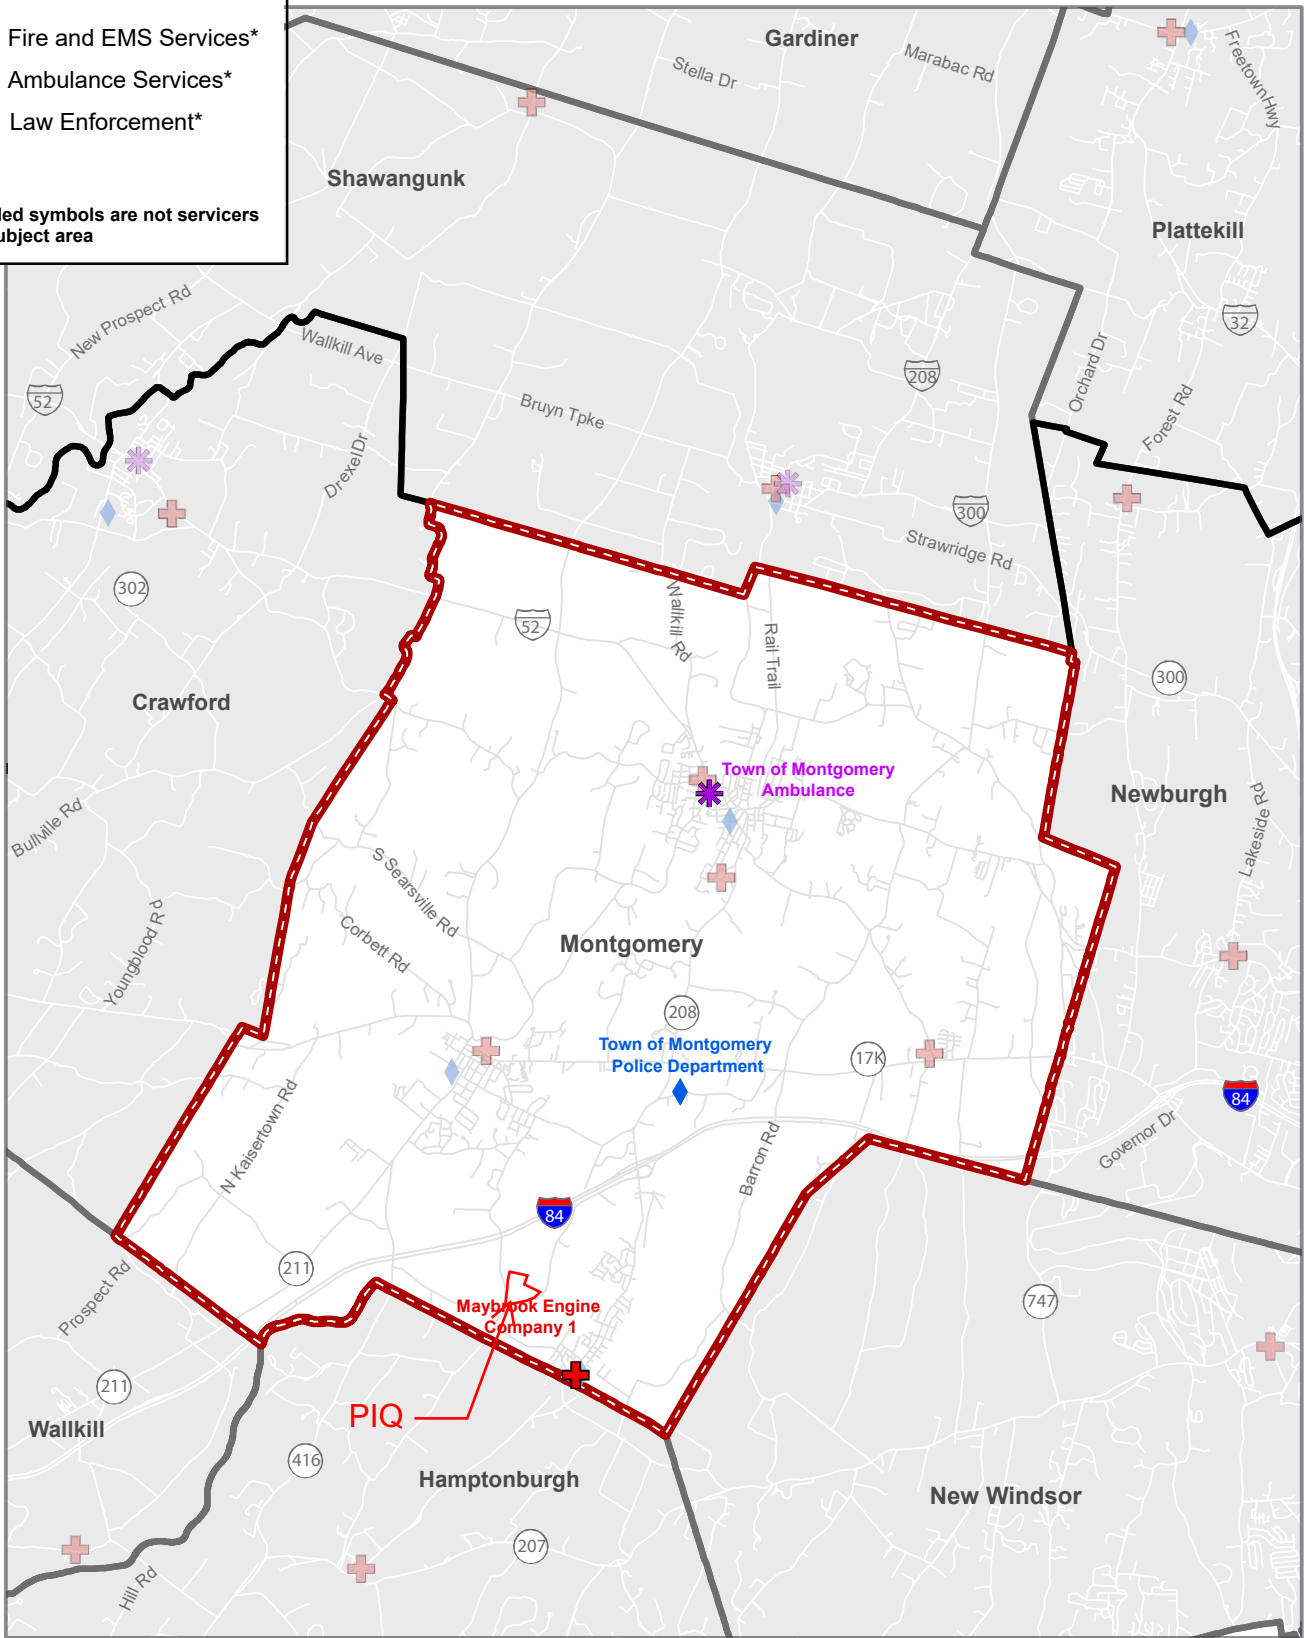 Fire and EMS Services*
Ambulance Services*
Law Enforcement*
led symbols are not servicers
ubject area
Gardiner
Marabac Rd
Stella Dr
Freetown Hwy
Shawangunk
Plattekill
New Prospect Rd
32
Wallkill Ave
52
208
Orchard Dr
Bruyn Tpke
Forest Rd
Drexel Dr
300
Strawridge Rd
302
52
Wallkill Rd
Rail Trail
300
Crawford
Town of Montgomery
Ambulance
Newburgh
Bullville Rd
Lakeside Rd
S Searsville Rd
Youngblood Rd
Corbett Rd
Montgomery
208
Town of Montgomery
Police Department
17K
84
N Kaisertown Rd
Barron Rd
Governor Dr
84
211
Prospect Rd
Maybrook Engine
Company 1
747
211
PIQ
Wallkill
416
Hamptonburgh
New Windsor
207
Hill Rd